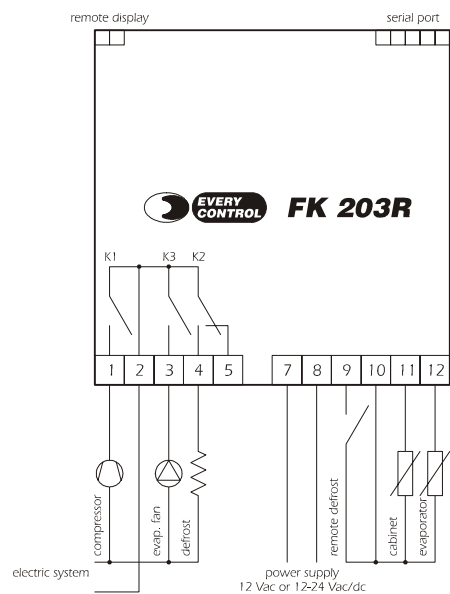 remote display
serial port
EVERY
CONTROL
FK 203R
K1 K3 K2
1 2 3 4 5 7 8 9 10 11 12
compressor
evap. fan
defrost
remote defrost
cabinet
evaporator
electric system
power supply
12 Vac or 12-24 Vac/dc